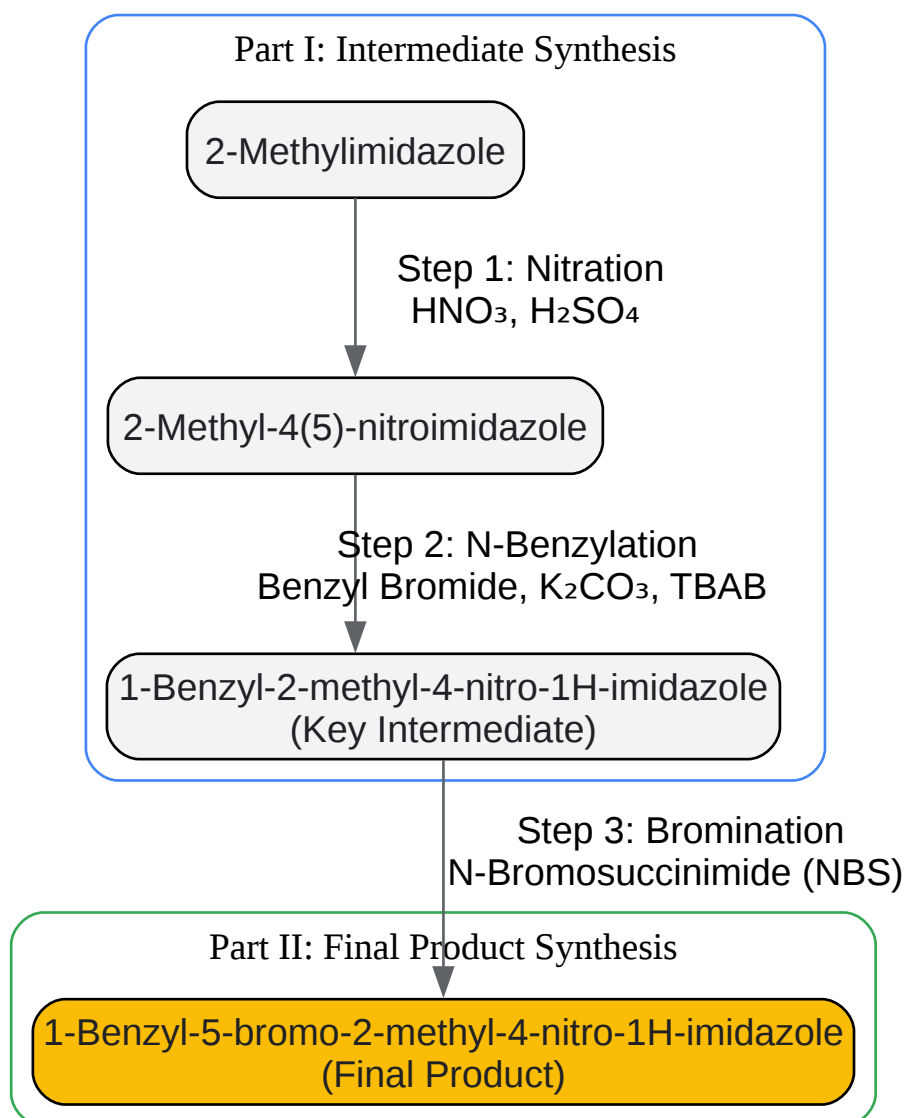 Part I: Intermediate Synthesis
2-Methylimidazole
Step 1: Nitration
HNO₃, H₂SO₄
2-Methyl-4(5)-nitroimidazole
Step 2: N-Benzylation
Benzyl Bromide, K₂CO₃, TBAB
1-Benzyl-2-methyl-4-nitro-1H-imidazole
(Key Intermediate)
Step 3: Bromination
N-Bromosuccinimide (NBS)
Part II: Final Product Synthesis
1-Benzyl-5-bromo-2-methyl-4-nitro-1H-imidazole
(Final Product)